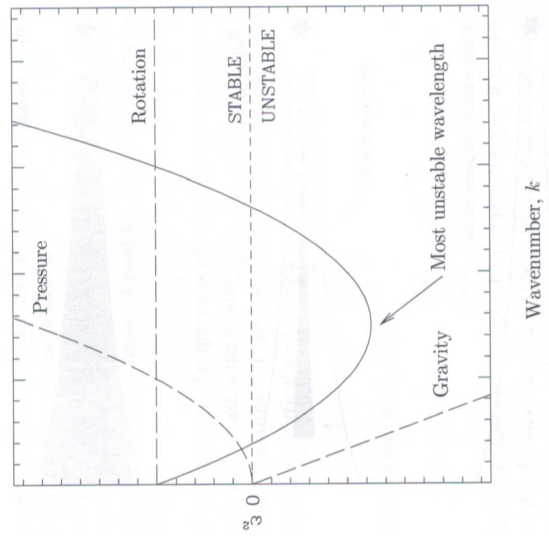 Pressure
Rotation
STABLE
UNSTABLE
Most unstable wavelength
Gravity
ω²
0
Wavenumber, k